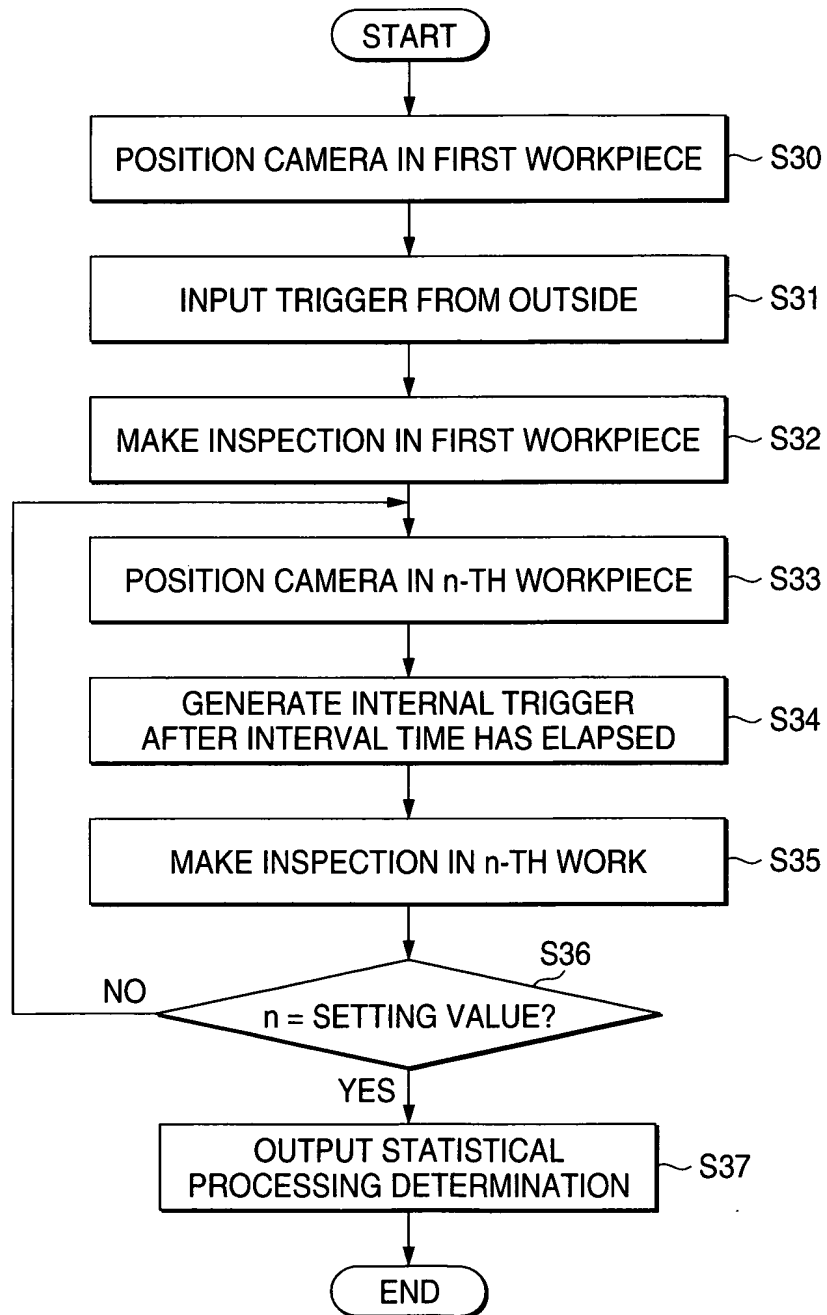 START
POSITION CAMERA IN FIRST WORKPIECE
S30
INPUT TRIGGER FROM OUTSIDE
S31
MAKE INSPECTION IN FIRST WORKPIECE
S32
POSITION CAMERA IN n-TH WORKPIECE
S33
GENERATE INTERNAL TRIGGER
AFTER INTERVAL TIME HAS ELAPSED
S34
MAKE INSPECTION IN n-TH WORK
S35
S36
NO
n = SETTING VALUE?
YES
OUTPUT STATISTICAL
PROCESSING DETERMINATION
S37
END